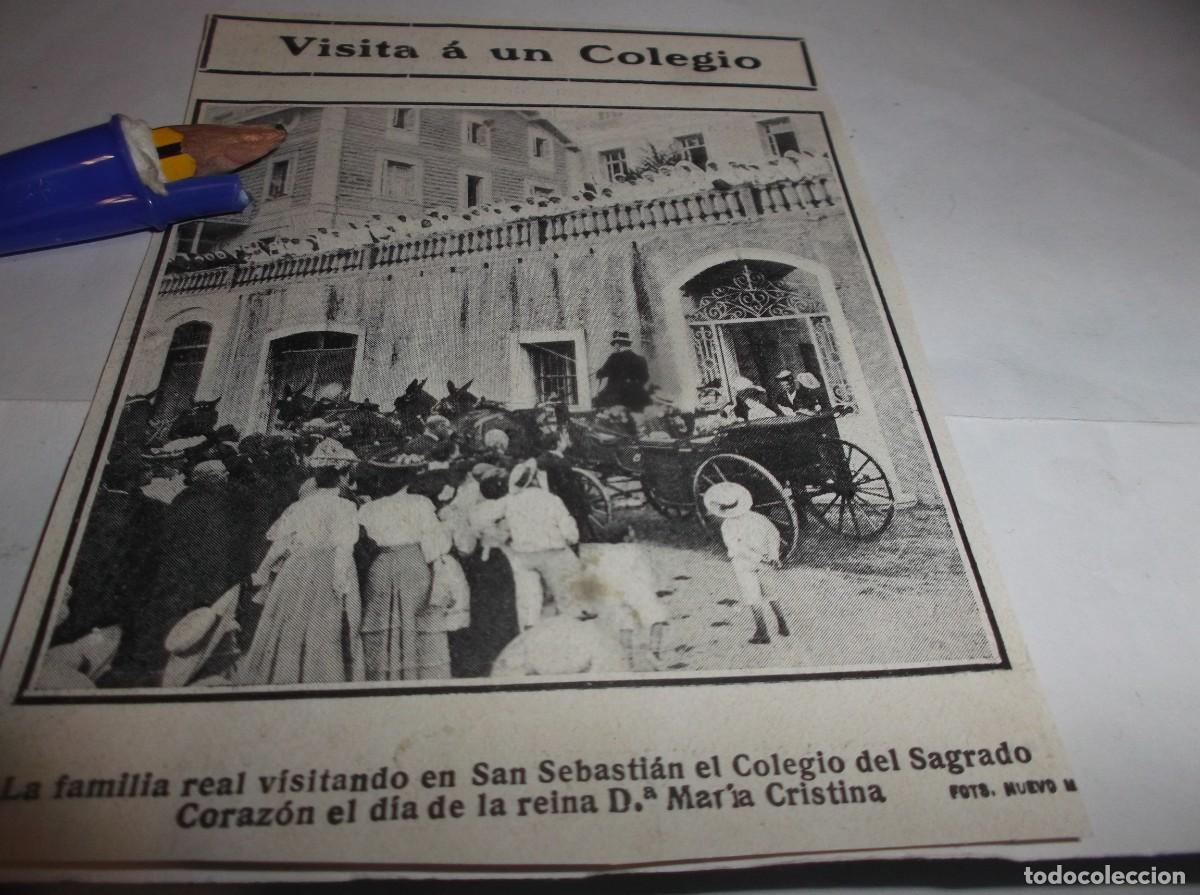 Visita á un Colegio
La familia real visitando en San Sebastián el Colegio del Sagrado
Corazón el día de la reina D.ª María Cristina
FOTS. NUEVO M
todocoleccion